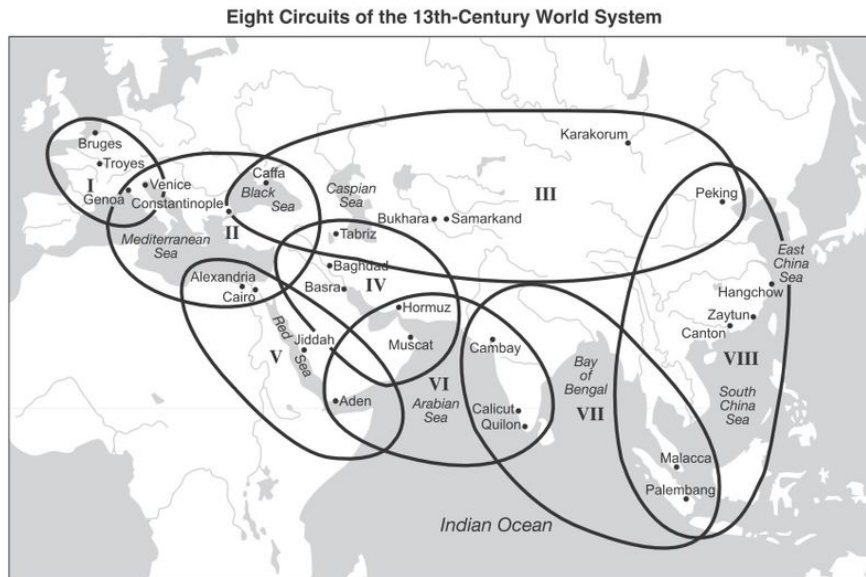 Eight Circuits of the 13th-Century World System
Bruges
Troyes
I
Genoa
Venice
Constantinople
Caffa
Black
Sea
II
Mediterranean
Sea
Caspian
Sea
Karakorum
III
Bukhara
Samarkand
Peking
Tabriz
Baghdad
Basra
IV
Alexandria
Cairo
Hormuz
Red
Sea
Jiddah
V
Muscat
Aden
VI
Arabian
Sea
Cambay
Calicut
Quilon
Bay
of
Bengal
VII
East
China
Sea
Hangchow
Zaytun
Canton
VIII
South
China
Sea
Malacca
Palembang
Indian Ocean